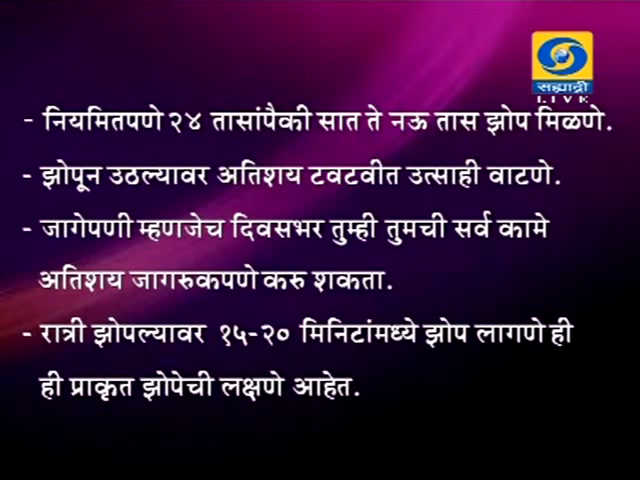 सह्याद्री
LIVE
- नियमितपणे २४ तासांपैकी सात ते नऊ तास झोप मिळणे.
- झोपून उठल्यावर अतिशय टवटवीत उत्साही वाटणे.
- जागेपणी म्हणजेच दिवसभर तुम्ही तुमची सर्व कामे
अतिशय जागरुकपणे करु शकता.
- रात्री झोपल्यावर १५-२० मिनिटांमध्ये झोप लागणे ही
ही प्राकृत झोपेची लक्षणे आहेत.